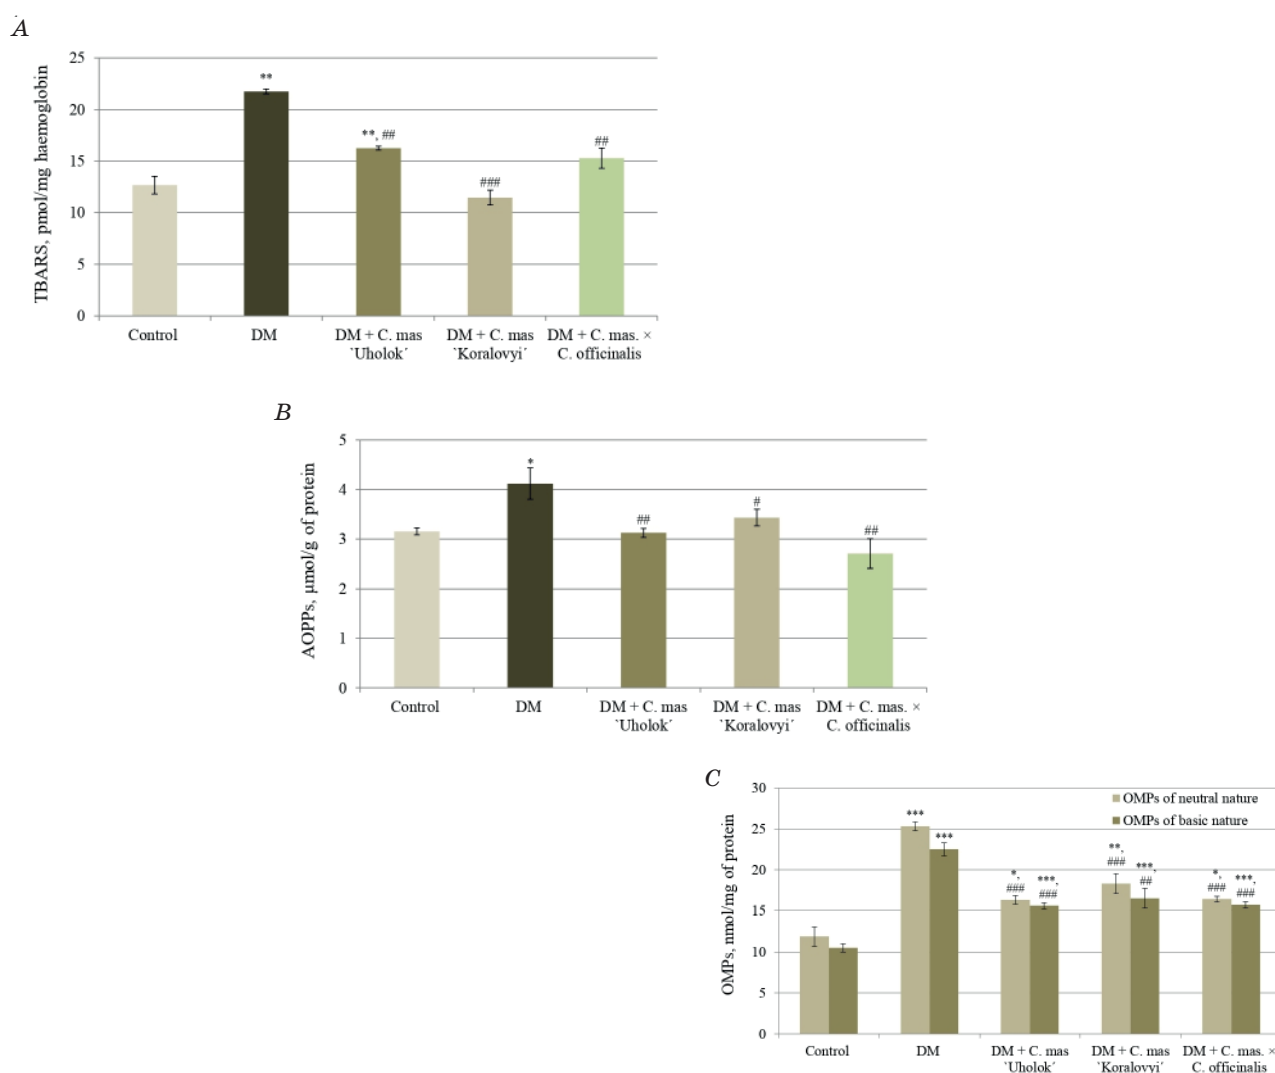 A
TBARS, pmol/mg haemoglobin
25
20
15
10
5
0
**
**, ##
###
##
Control
DM
DM + C. mas
`Uholok´
DM + C. mas
`Koralovyi´
DM + C. mas. ×
C. officinalis
B
AOPPs, µmol/g of protein
5
4
3
2
1
0
*
##
#
##
Control
DM
DM + C. mas
`Uholok´
DM + C. mas
`Koralovyi´
DM + C. mas. ×
C. officinalis
C
OMPs, nmol/mg of protein
30
25
20
15
10
5
0
OMPs of neutral nature
OMPs of basic nature
***
***
*,
###
***,
###
**,
###
***,
##
*,
###
***,
###
Control
DM
DM + C. mas
`Uholok´
DM + C. mas
`Koralovyi´
DM + C. mas. ×
C. officinalis